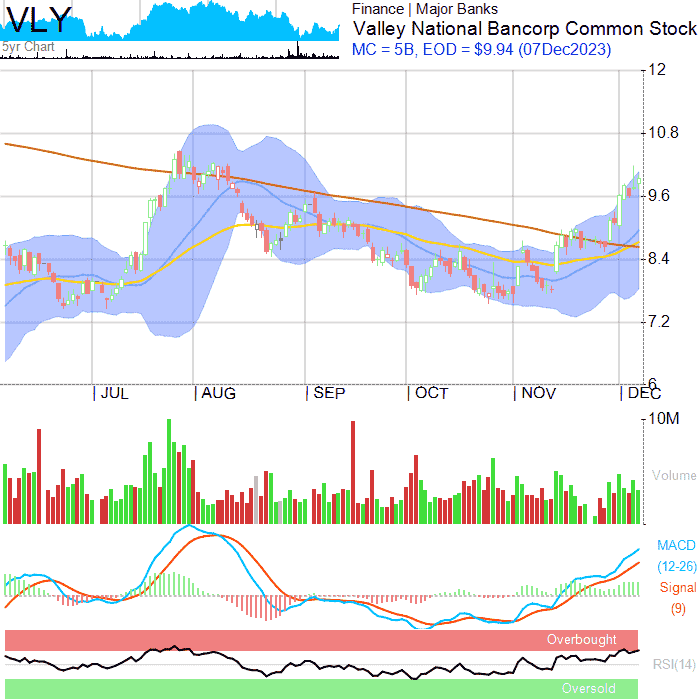 VLY
5yr Chart
Finance | Major Banks
Valley National Bancorp Common Stock
MC = 5B, EOD = $9.94 (07Dec2023)
12
10.8
9.6
8.4
7.2
6
JUL AUG SEP OCT NOV DEC
10M
Volume
MACD
(12-26)
Signal
(9)
Overbought
RSI(14)
Oversold